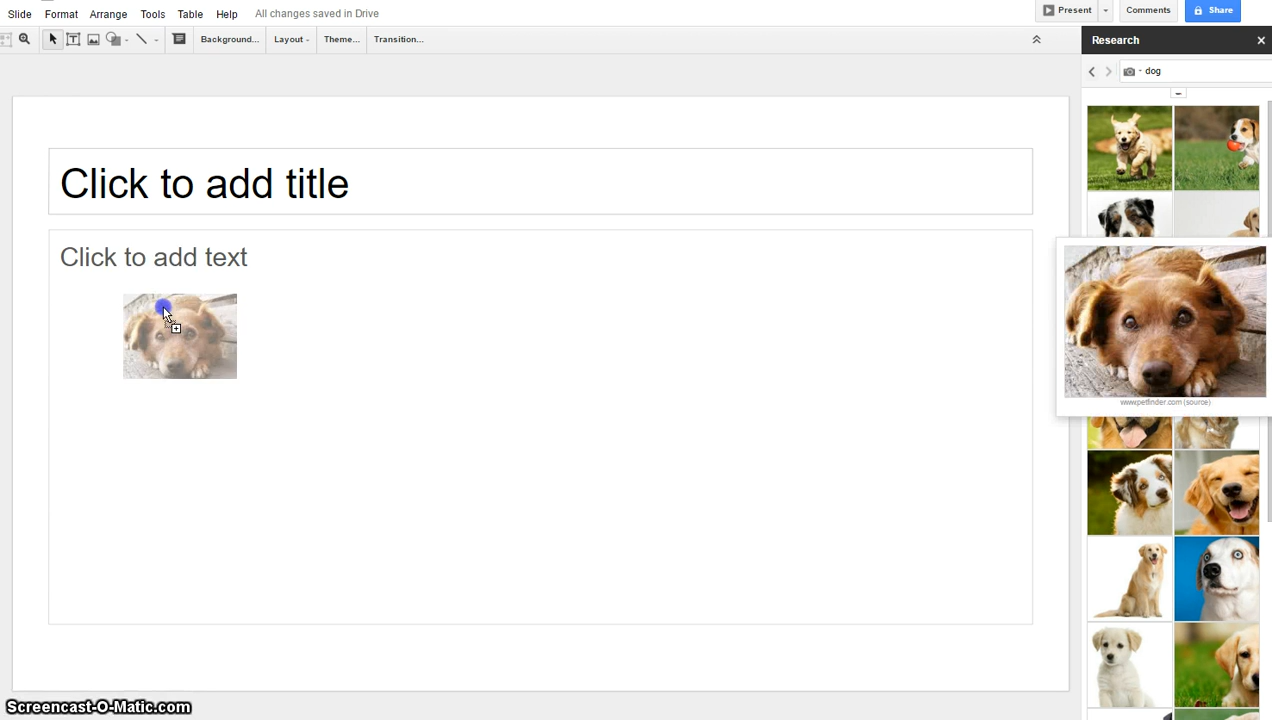 Slide Format Arrange Tools Table Help All changes saved in Drive Present Comments Share
Background... Layout Theme... Transition...
Research
dog
Click to add title
Click to add text
www.petfinder.com (source)
Screencast-O-Matic.com